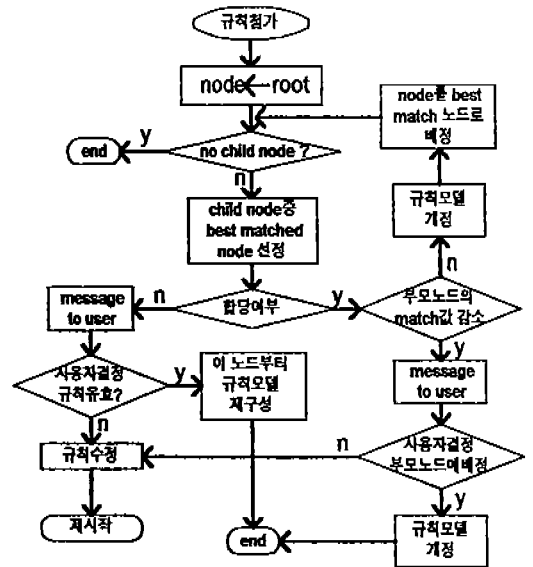 규칙첨가
node←root
node를 best
match 노드로
배정
no child node ?
y
end
n
child node중
best matched
node 선정
규칙모델
개정
n
합당여부
n
y
부모노드의
match값 감소
message
to user
y
message
to user
사용자결정
규칙유효?
y
이 노드부터
규칙모델
재구성
n
규칙수정
n
사용자결정
부모노드에배정
y
재시작
end
규칙모델
개정